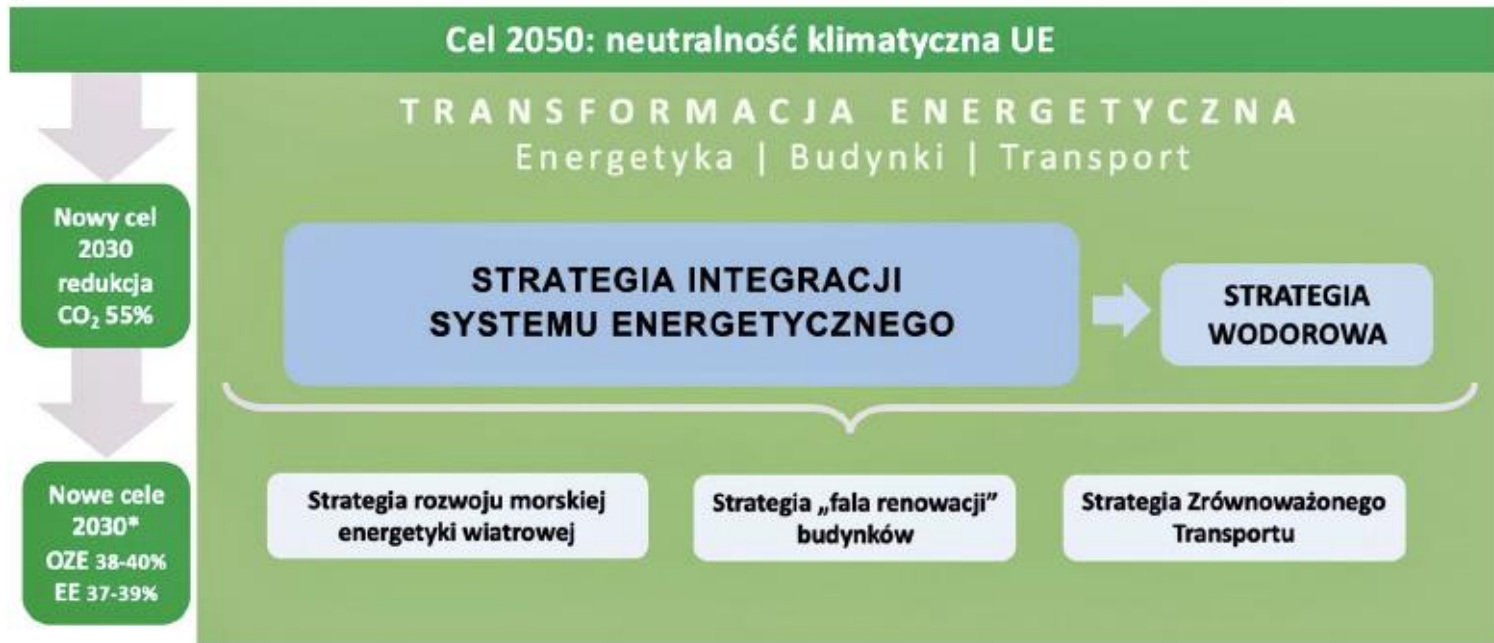 Cel 2050: neutralność klimatyczna UE
TRANSFORMACJA ENERGETYCZNA
Energetyka | Budynki | Transport
Nowy cel
2030
redukcja
CO₂ 55%
STRATEGIA INTEGRACJI
SYSTEMU ENERGETYCZNEGO
STRATEGIA
WODOROWA
Nowe cele
2030*
OZE 38-40%
EE 37-39%
Strategia rozwoju morskiej
energetyki wiatrowej
Strategia „fala renowacji”
budynków
Strategia Zrównoważonego
Transportu